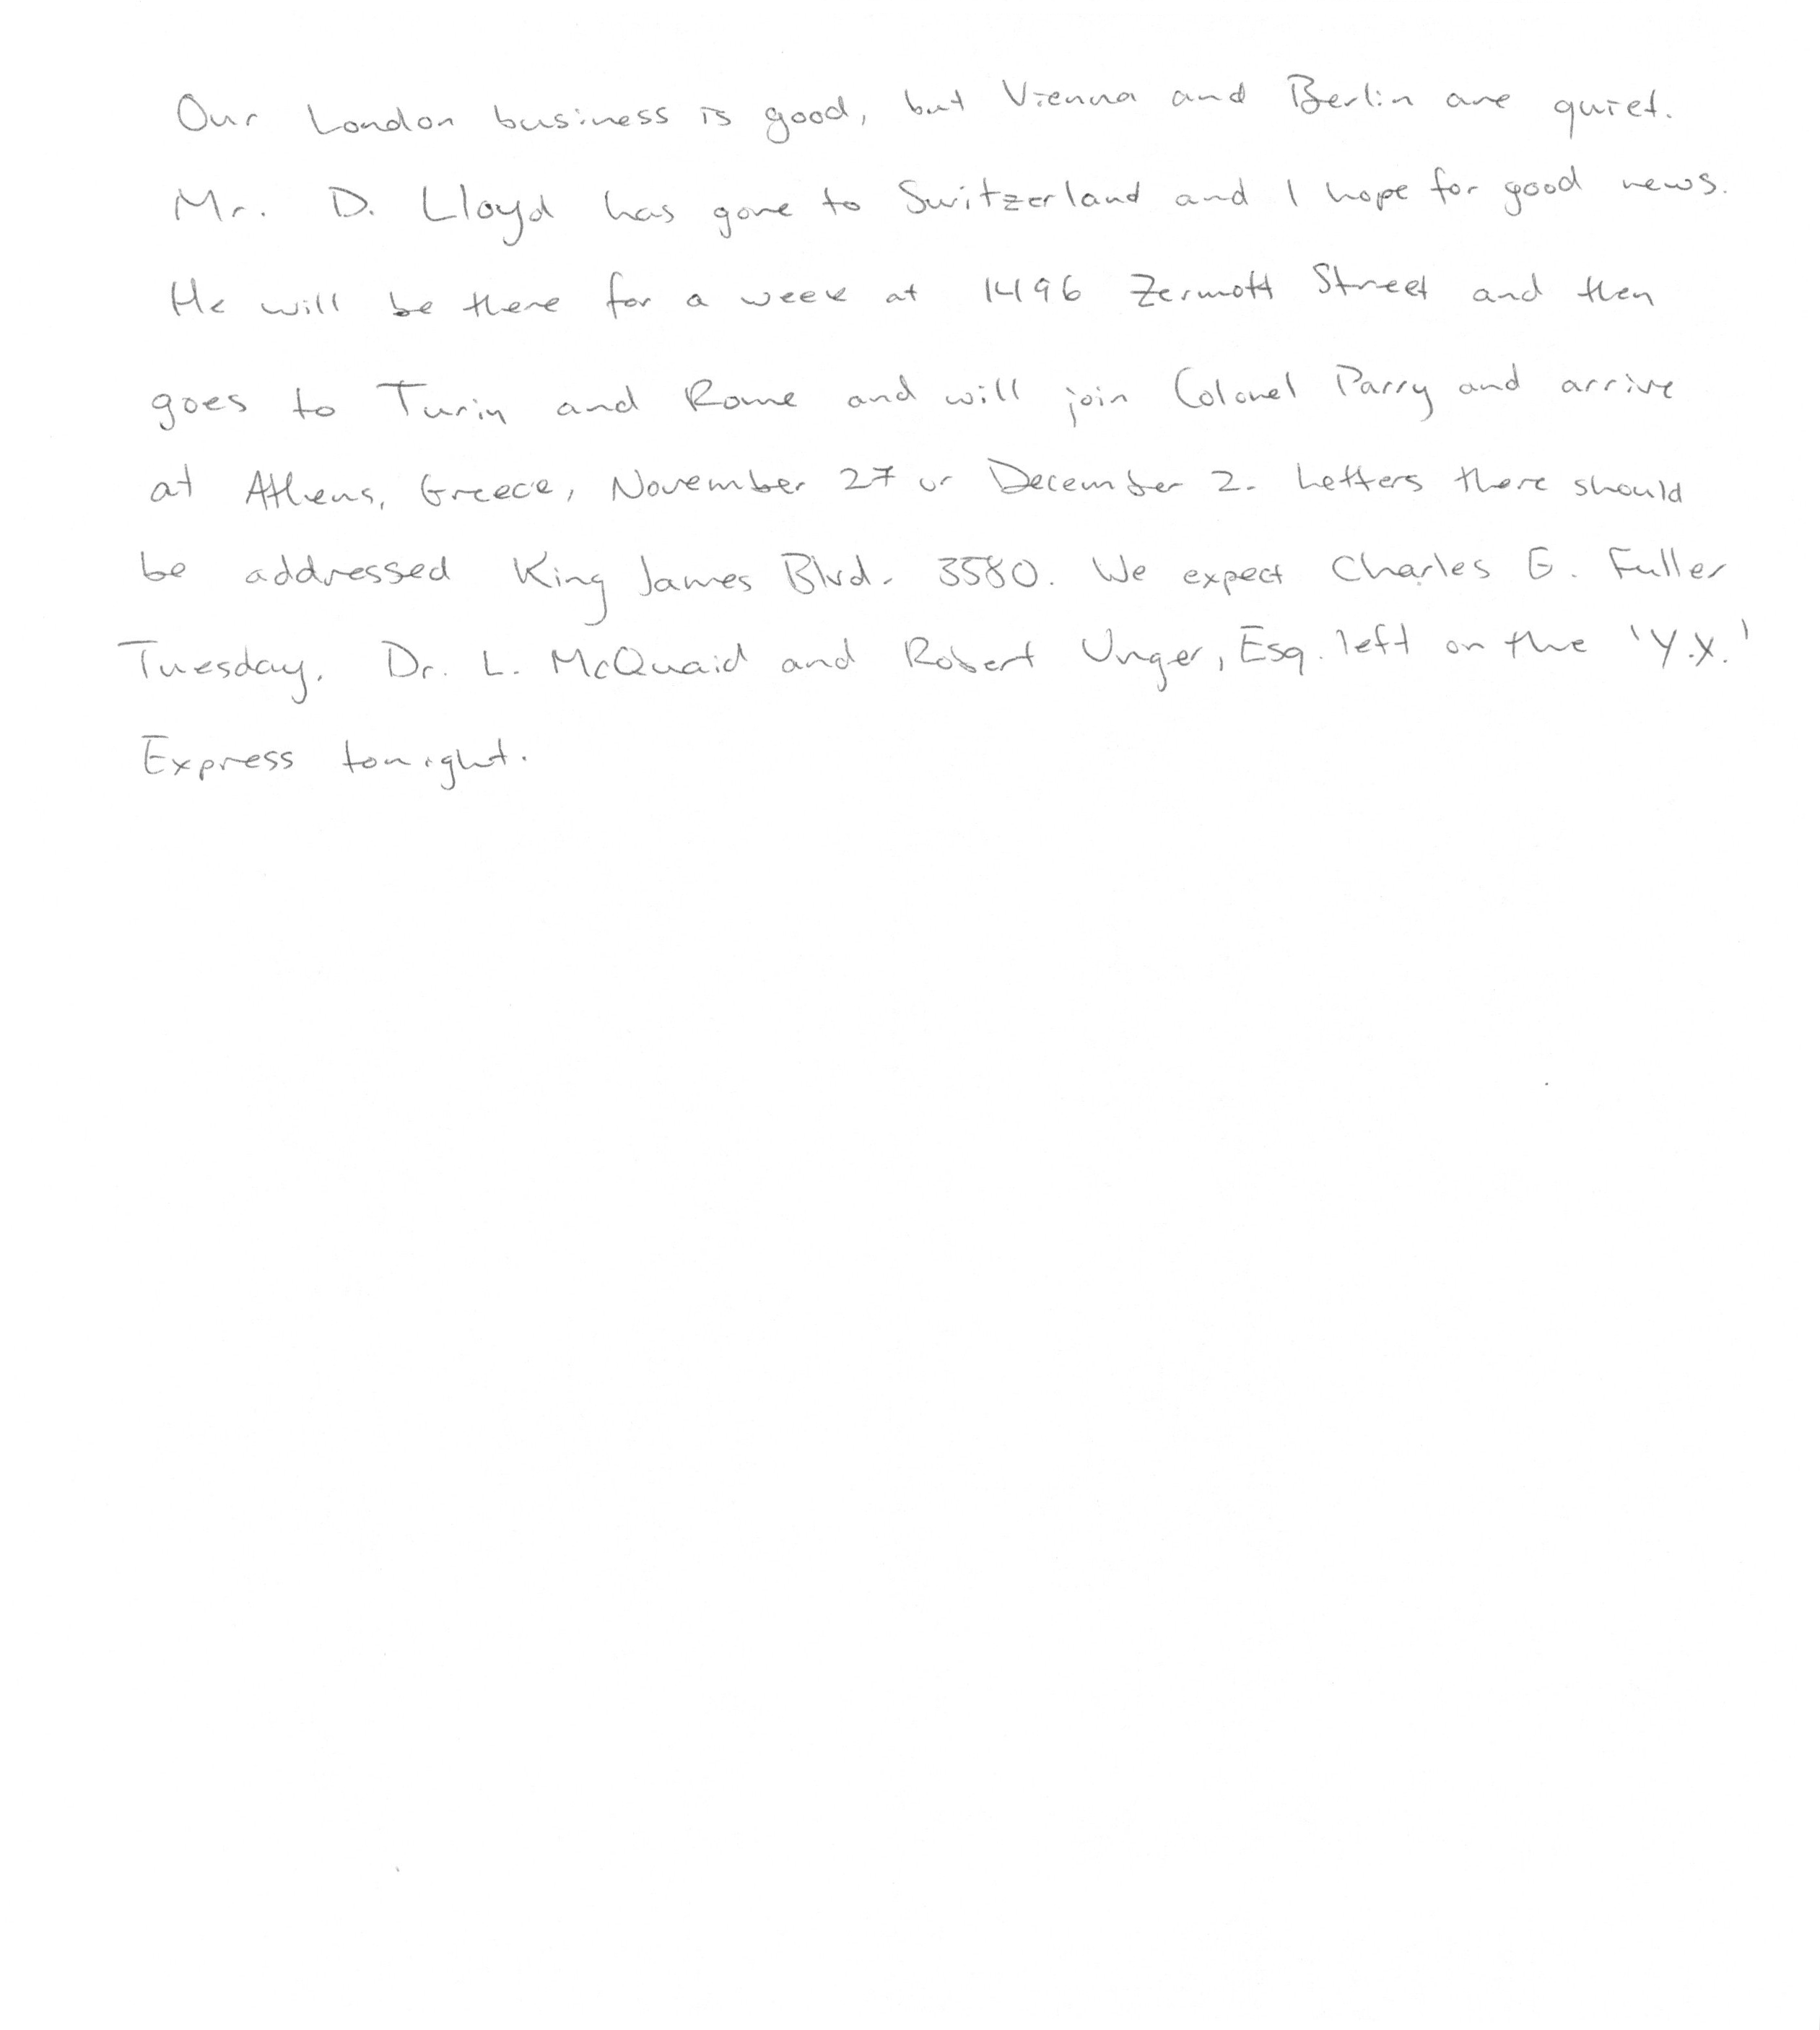 Our London business is good, but Vienna and Berlin are quiet.
Mr. D. Lloyd has gone to Switzerland and I hope for good news.
He will be there for a week at 1496 Zermott Street and then
goes to Turin and Rome and will join Colonel Parry and arrive
at Athens, Greece, November 27 or December 2. Letters there should
be addressed King James Blvd. 3580. We expect Charles E. Fuller
Tuesday. Dr. L. McQuaid and Robert Unger, Esq. left on the 'Y.X.'
Express tonight.